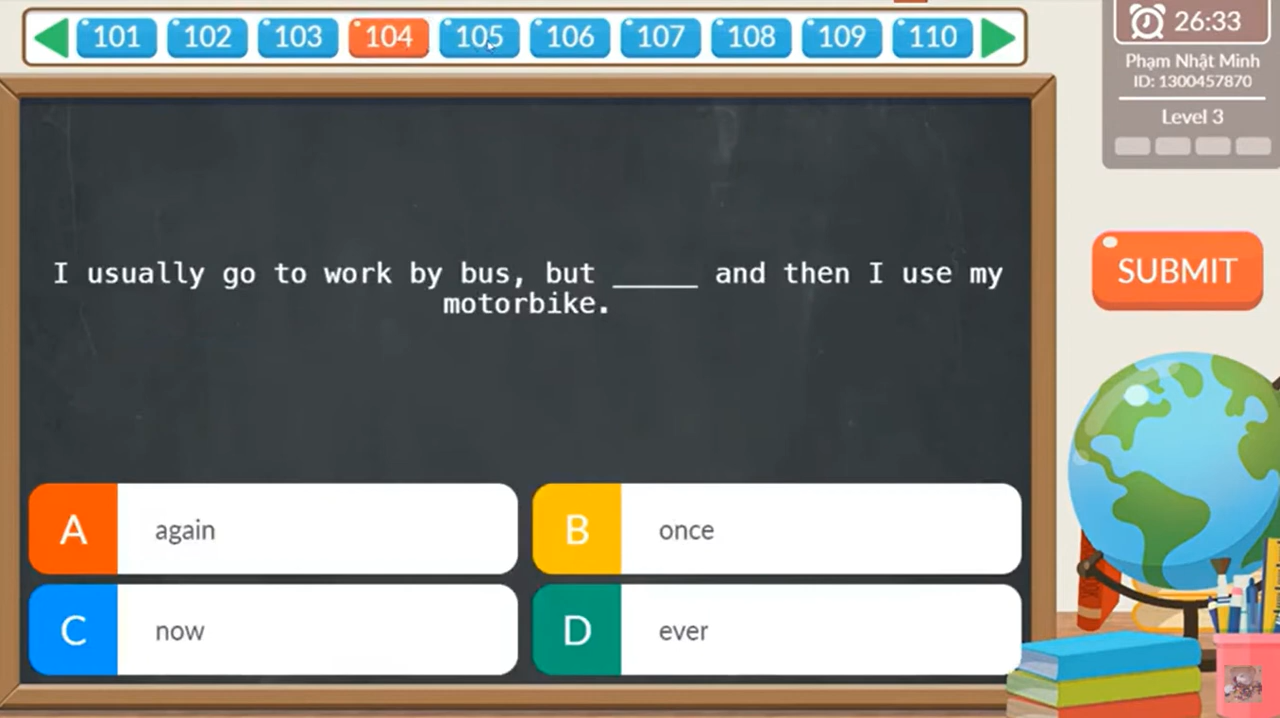 101 102 103 104 105 106 107 108 109 110
26:33
Phạm Nhật Minh
ID: 1300457870
Level 3
I usually go to work by bus, but _____ and then I use my
motorbike.
SUBMIT
A again
B once
C now
D ever